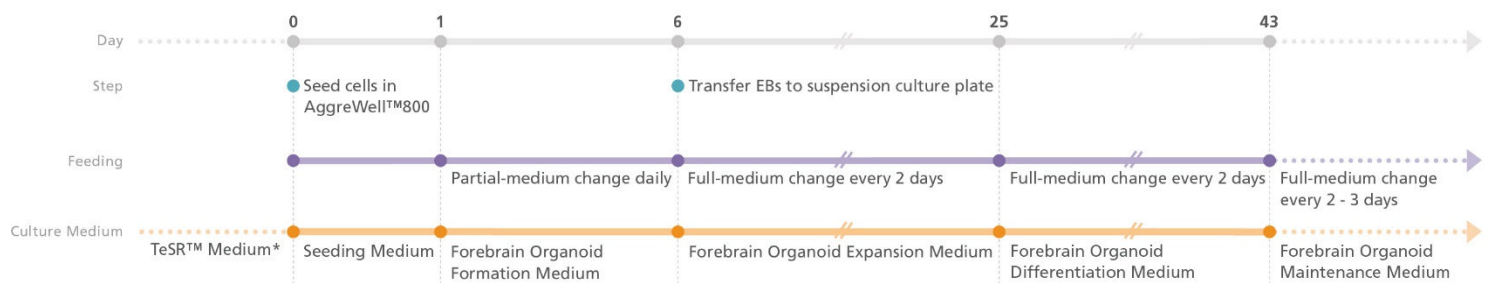 0 1 6 25 43
Day
Step
Seed cells in
AggreWell™800
Transfer EBs to suspension culture plate
Feeding
Partial-medium change daily
Full-medium change every 2 days
Full-medium change every 2 days
Full-medium change
every 2 - 3 days
Culture Medium
TeSR™ Medium*
Seeding Medium
Forebrain Organoid
Formation Medium
Forebrain Organoid Expansion Medium
Forebrain Organoid
Differentiation Medium
Forebrain Organoid
Maintenance Medium